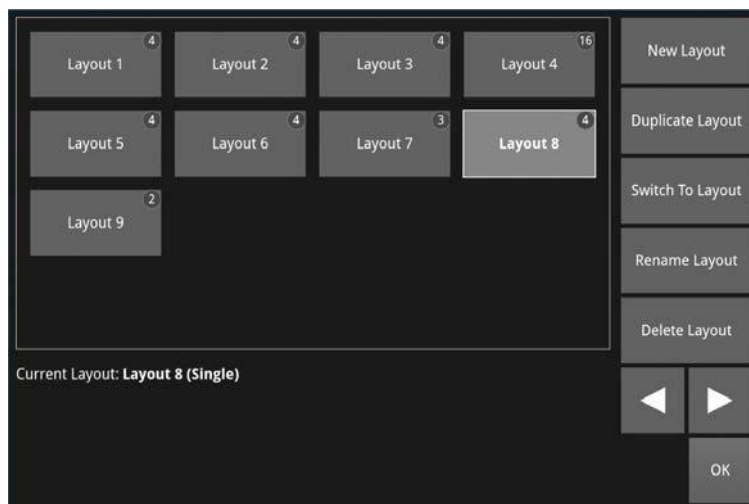 4
Layout 1
4
Layout 2
4
Layout 3
16
Layout 4
4
Layout 5
4
Layout 6
3
Layout 7
4
Layout 8
2
Layout 9
Current Layout: Layout 8 (Single)
New Layout
Duplicate Layout
Switch To Layout
Rename Layout
Delete Layout
OK